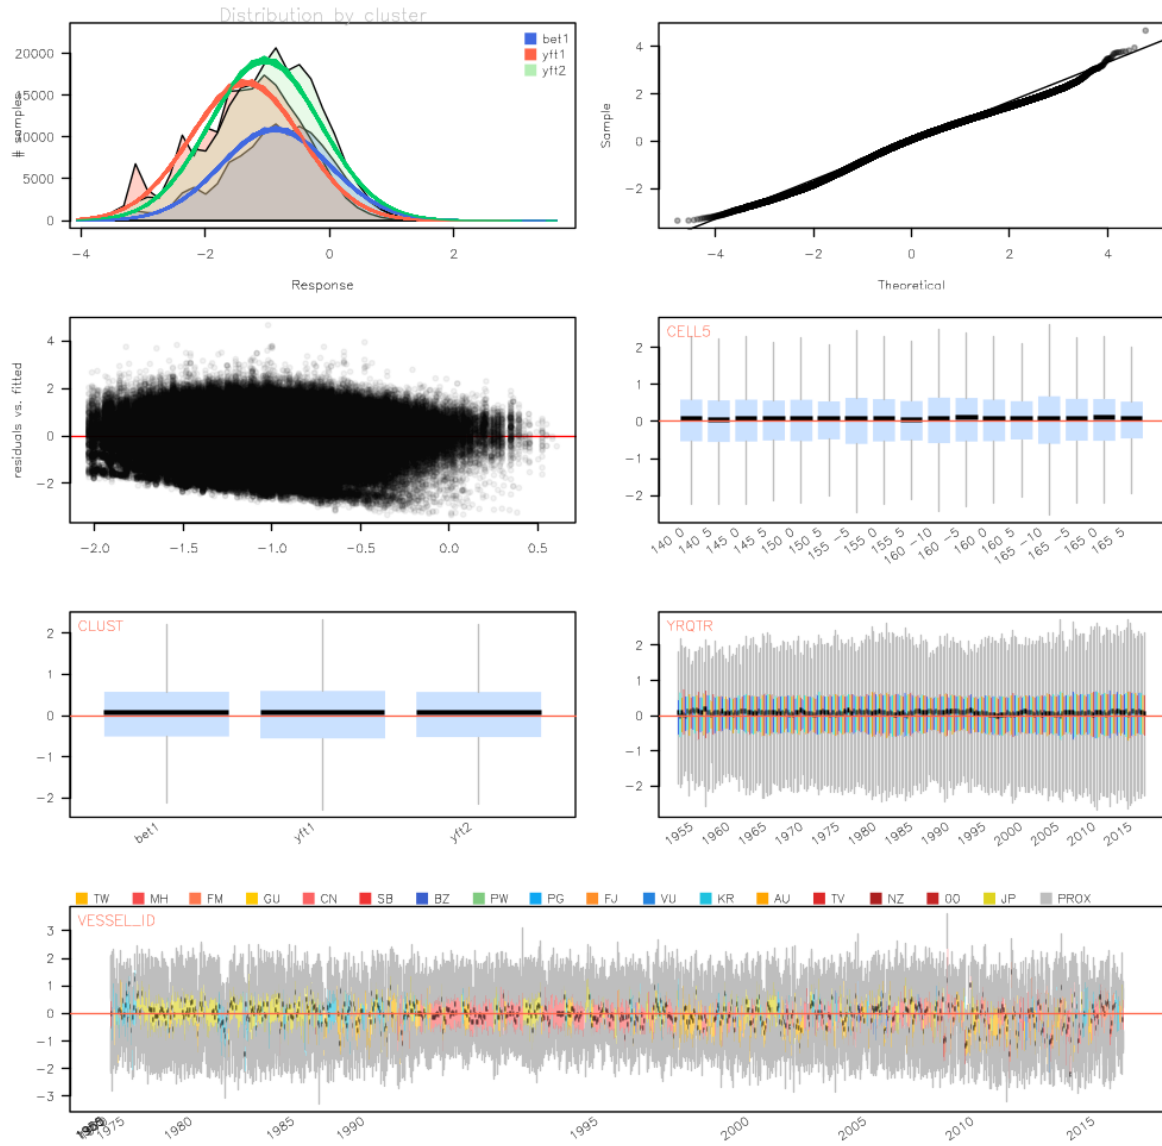 Distribution by cluster
# samples
20000
15000
10000
5000
0
bet1
yft1
yft2
−4 −2 0 2
Response
Sample
4
2
0
−2
−4 −2 0 2 4
Theoretical
residuals vs. fitted
4
2
0
−2
−2.0 −1.5 −1.0 −0.5 0.0 0.5
CELL5
2
1
0
−1
−2
140 0 140 5 145 0 145 5 150 0 150 5 155 −5 155 0 155 5 160 −10 160 −5 160 0 160 5 165 −10 165 −5 165 0 165 5
CLUST
2
1
0
−1
−2
bet1 yft1 yft2
YRQTR
2
1
0
−1
−2
1955 1960 1965 1970 1975 1980 1985 1990 1995 2000 2005 2010 2015
TW MH FM GU CN SB BZ PW PG FJ VU KR AU TV NZ OO JP PROX
VESSEL_ID
3
2
1
0
−1
−2
−3
1975 1980 1985 1990 1995 2000 2005 2010 2015